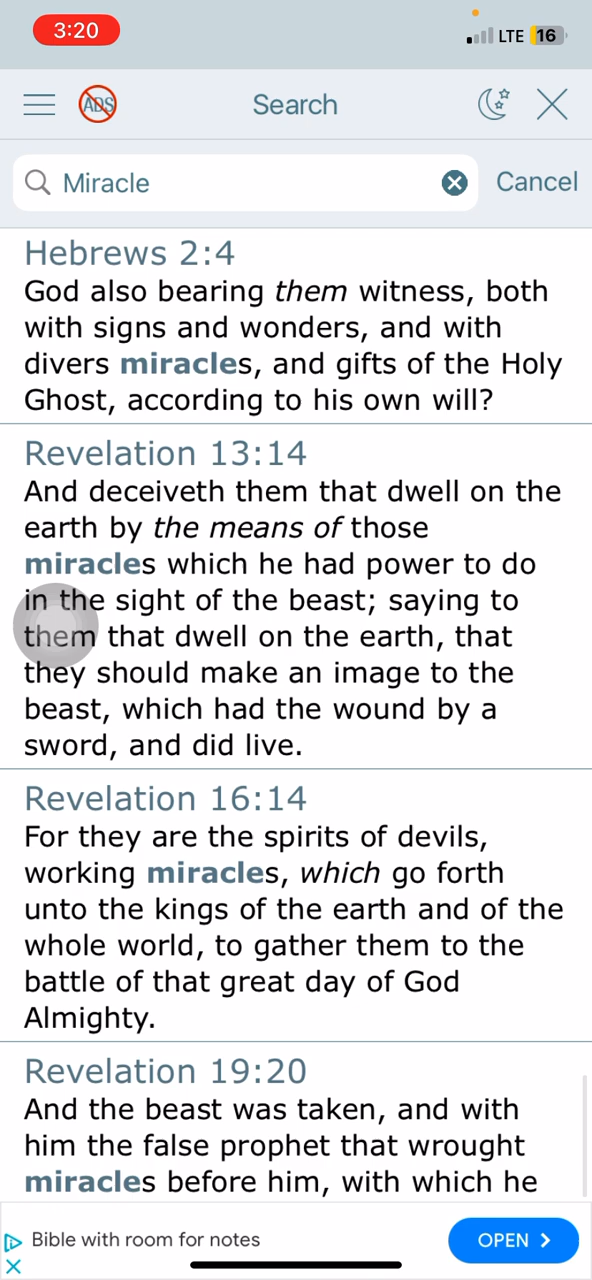 3:20
LTE 16
ADS
Search
Miracle
Cancel
Hebrews 2:4
God also bearing them witness, both
with signs and wonders, and with
divers miracles, and gifts of the Holy
Ghost, according to his own will?
Revelation 13:14
And deceiveth them that dwell on the
earth by the means of those
miracles which he had power to do
in the sight of the beast; saying to
them that dwell on the earth, that
they should make an image to the
beast, which had the wound by a
sword, and did live.
Revelation 16:14
For they are the spirits of devils,
working miracles, which go forth
unto the kings of the earth and of the
whole world, to gather them to the
battle of that great day of God
Almighty.
Revelation 19:20
And the beast was taken, and with
him the false prophet that wrought
miracles before him, with which he
Bible with room for notes
OPEN